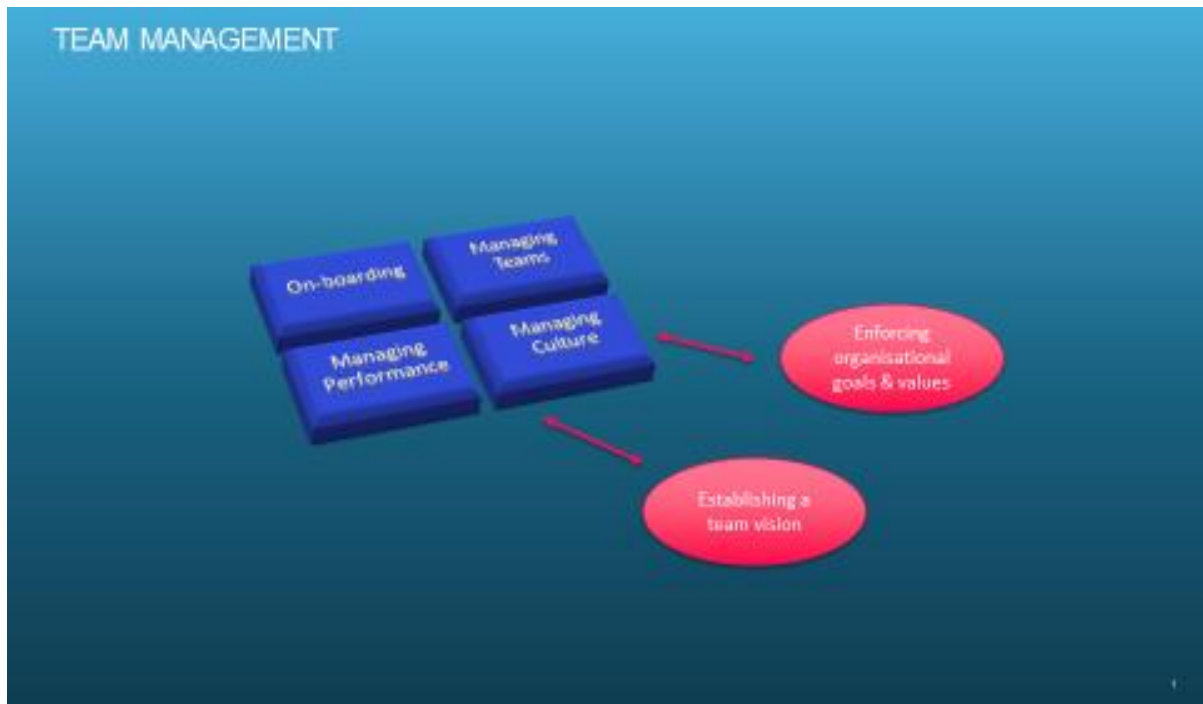 TEAM MANAGEMENT
On-boarding
Managing
Teams
Managing
Performance
Managing
Culture
Enforcing
organisational
goals & values
Establishing a
team vision